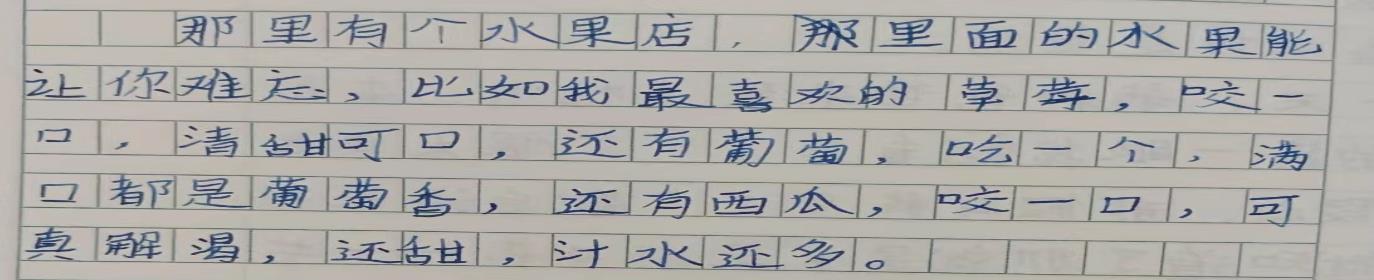 那里有个水果店，那里面的水果能
让你难忘、比如我最喜欢的草莓，咬一
口，清甜可口，还有葡萄，吃一个，满
口都是葡萄香，还有西瓜，咬一口，可
真解渴，还甜，汁水还多。